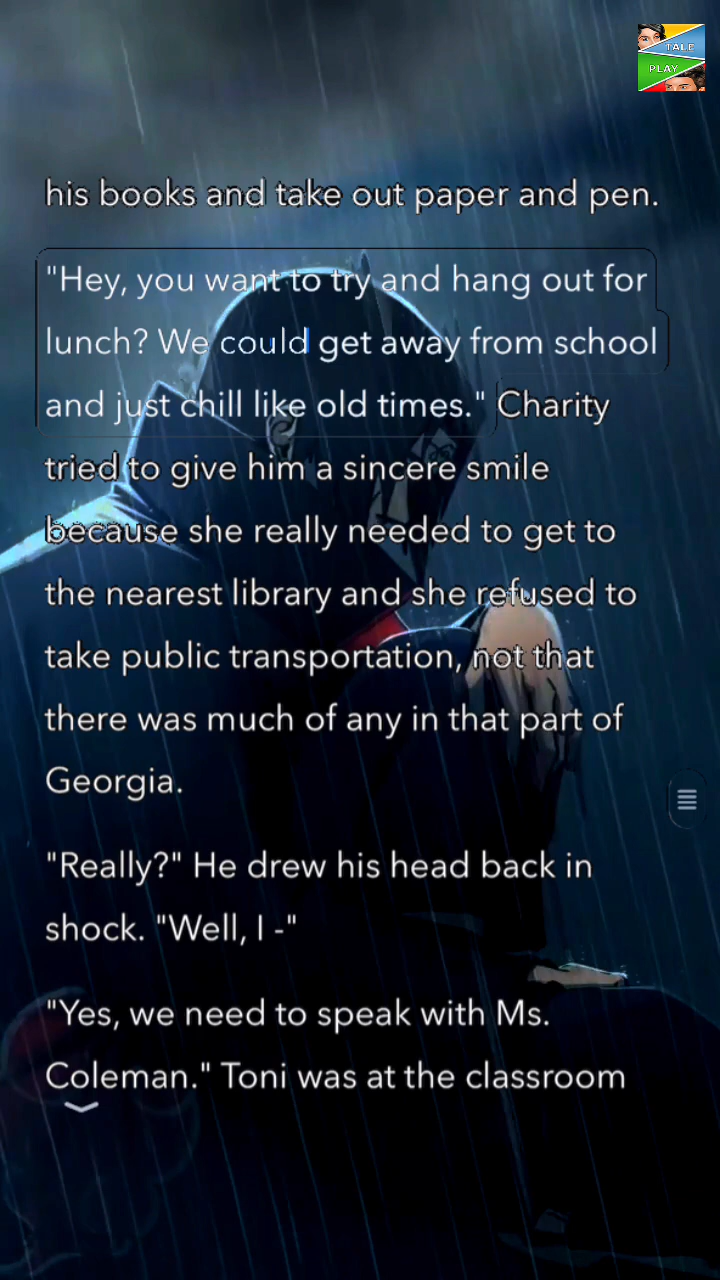 TALE
PLAY
his books and take out paper and pen.
"Hey, you want to try and hang out for
lunch? We could get away from school
and just chill like old times." Charity
tried to give him a sincere smile
because she really needed to get to
the nearest library and she refused to
take public transportation, not that
there was much of any in that part of
Georgia.
"Really?" He drew his head back in
shock. "Well, I -"
"Yes, we need to speak with Ms.
Coleman." Toni was at the classroom